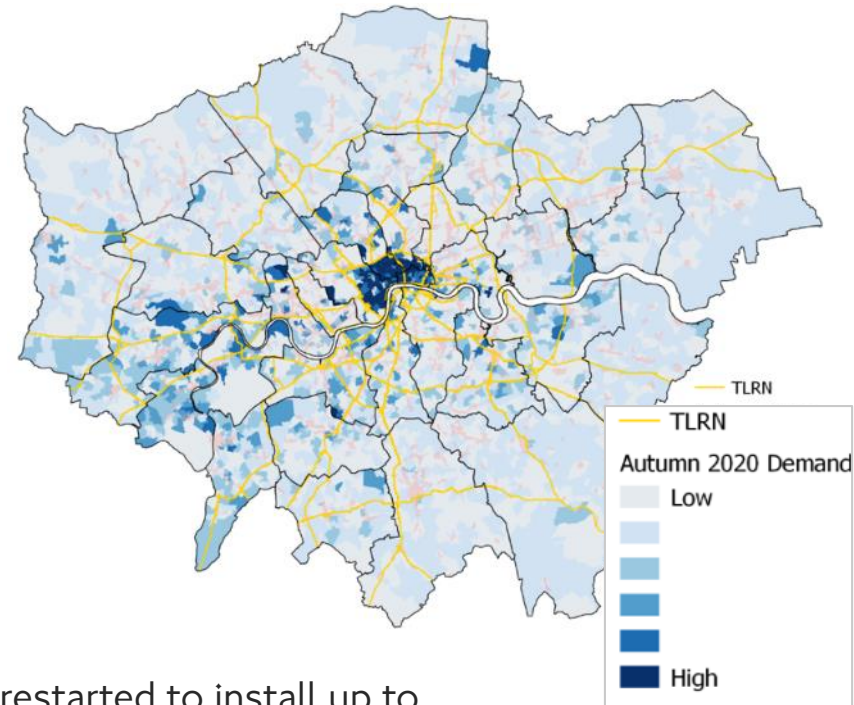 TLRN
TLRN
Autumn 2020 Demand
Low
High
restarted to install up to